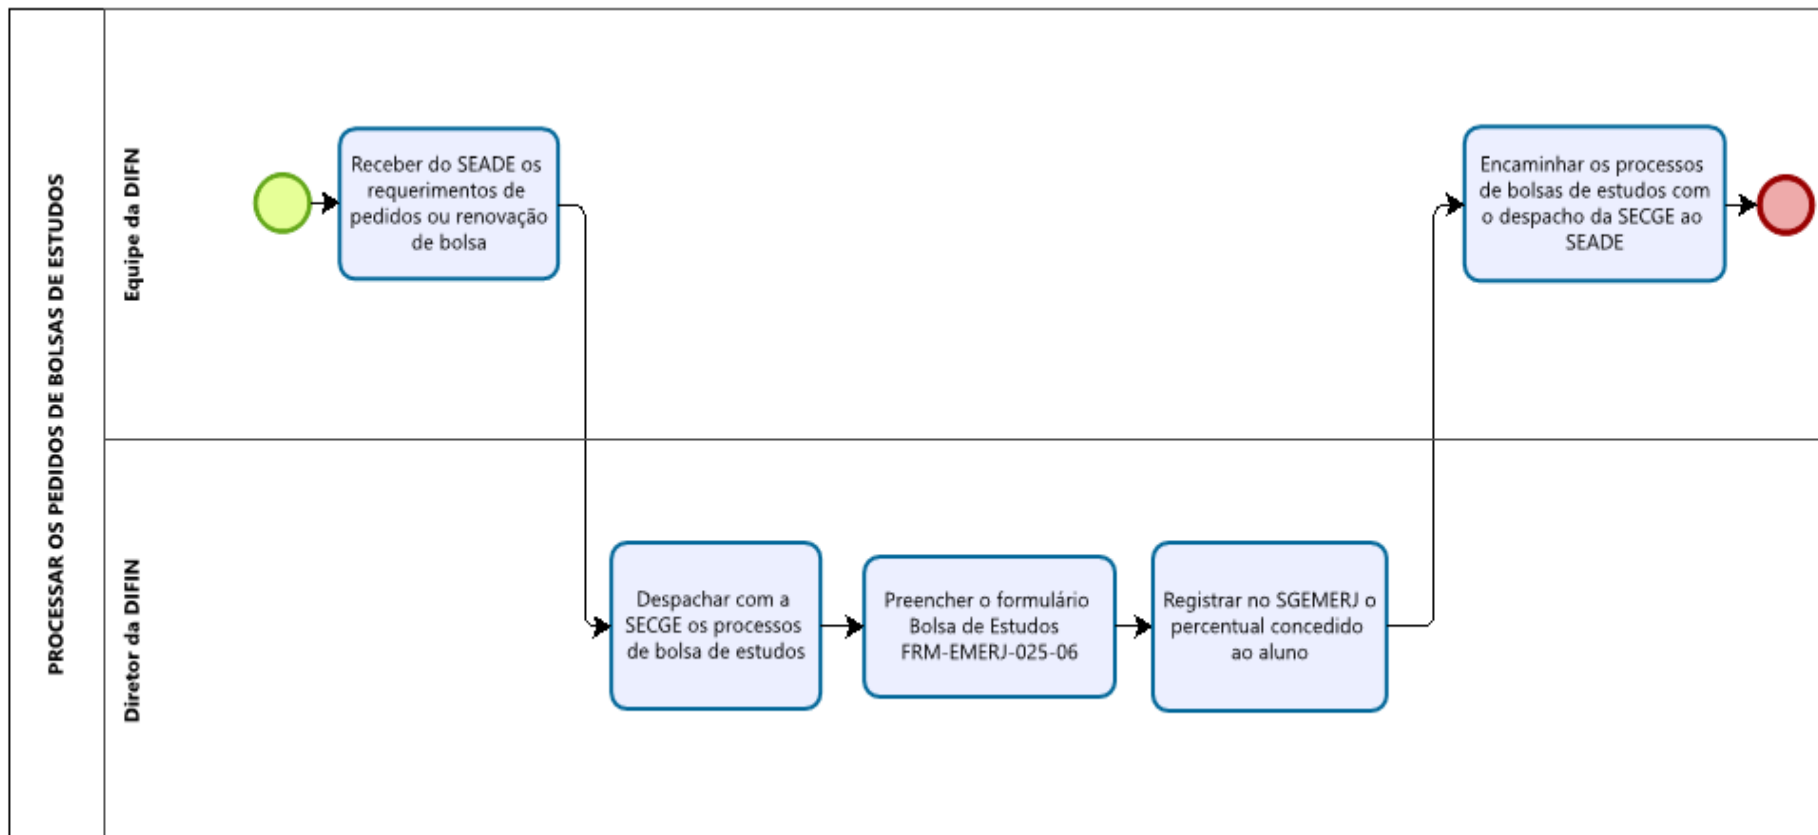 PROCESSAR OS PEDIDOS DE BOLSAS DE ESTUDOS
Equipe da DIFN
Receber do SEADE os
requerimentos de
pedidos ou renovação
de bolsa
Encaminhar os processos
de bolsas de estudos com
o despacho da SECGE ao
SEADE
Diretor da DIFIN
Despachar com a
SECGE os processos
de bolsa de estudos
Preencher o formulário
Bolsa de Estudos
FRM-EMERJ-025-06
Registrar no SGEMERJ o
percentual concedido
ao aluno